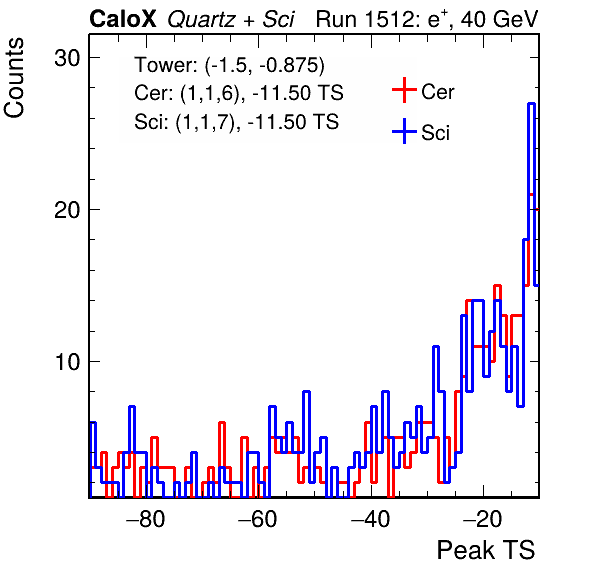 CaloX Quartz + Sci Run 1512: e+, 40 GeV
Counts
Tower: (-1.5, -0.875)
Cer: (1,1,6), -11.50 TS
Sci: (1,1,7), -11.50 TS
Cer
Sci
30
20
10
−80 −60 −40 −20
Peak TS